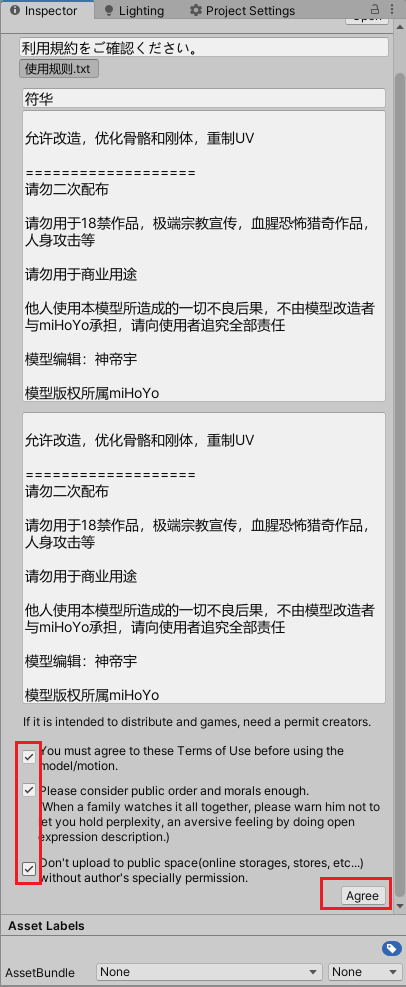 Inspector
Lighting
Project Settings
Open
利用規約をご確認ください。
使用规则.txt
符华
允许改造，优化骨骼和刚体，重制UV
===================
请勿二次配布
请勿用于18禁作品，极端宗教宣传，血腥恐怖猎奇作品，
人身攻击等
请勿用于商业用途
他人使用本模型所造成的一切不良后果，不由模型改造者
与miHoYo承担，请向使用者追究全部责任
模型编辑：神帝宇
模型版权所属miHoYo
允许改造，优化骨骼和刚体，重制UV
===================
请勿二次配布
请勿用于18禁作品，极端宗教宣传，血腥恐怖猎奇作品，
人身攻击等
请勿用于商业用途
他人使用本模型所造成的一切不良后果，不由模型改造者
与miHoYo承担，请向使用者追究全部责任
模型编辑：神帝宇
模型版权所属miHoYo
If it is intended to distribute and games, need a permit creators.
You must agree to these Terms of Use before using the
model/motion.
Please consider public order and morals enough.
(When a family watches it all together, please warn him not to
let you hold perplexity, an aversive feeling by doing open
expression description.)
Don't upload to public space(online storages, stores, etc...)
without author's specially permission.
Agree
Asset Labels
AssetBundle
None
None